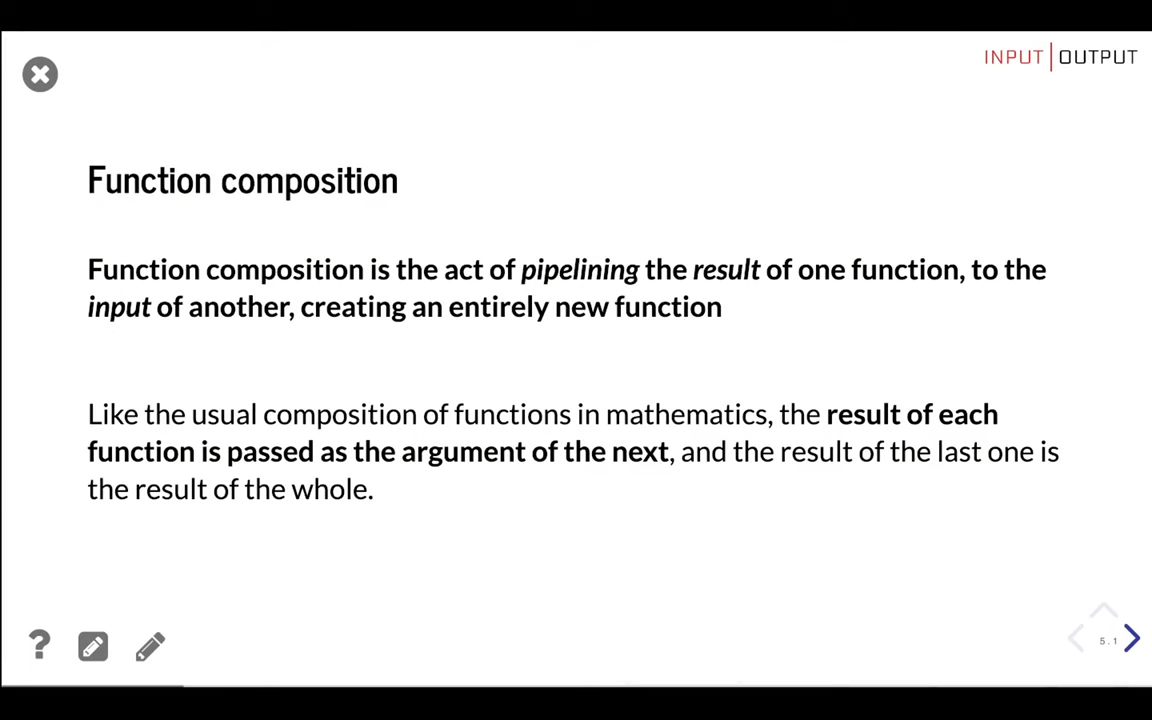 INPUT|OUTPUT
Function composition
Function composition is the act of pipelining the result of one function, to the
input of another, creating an entirely new function
Like the usual composition of functions in mathematics, the result of each
function is passed as the argument of the next, and the result of the last one is
the result of the whole.
?
5.1